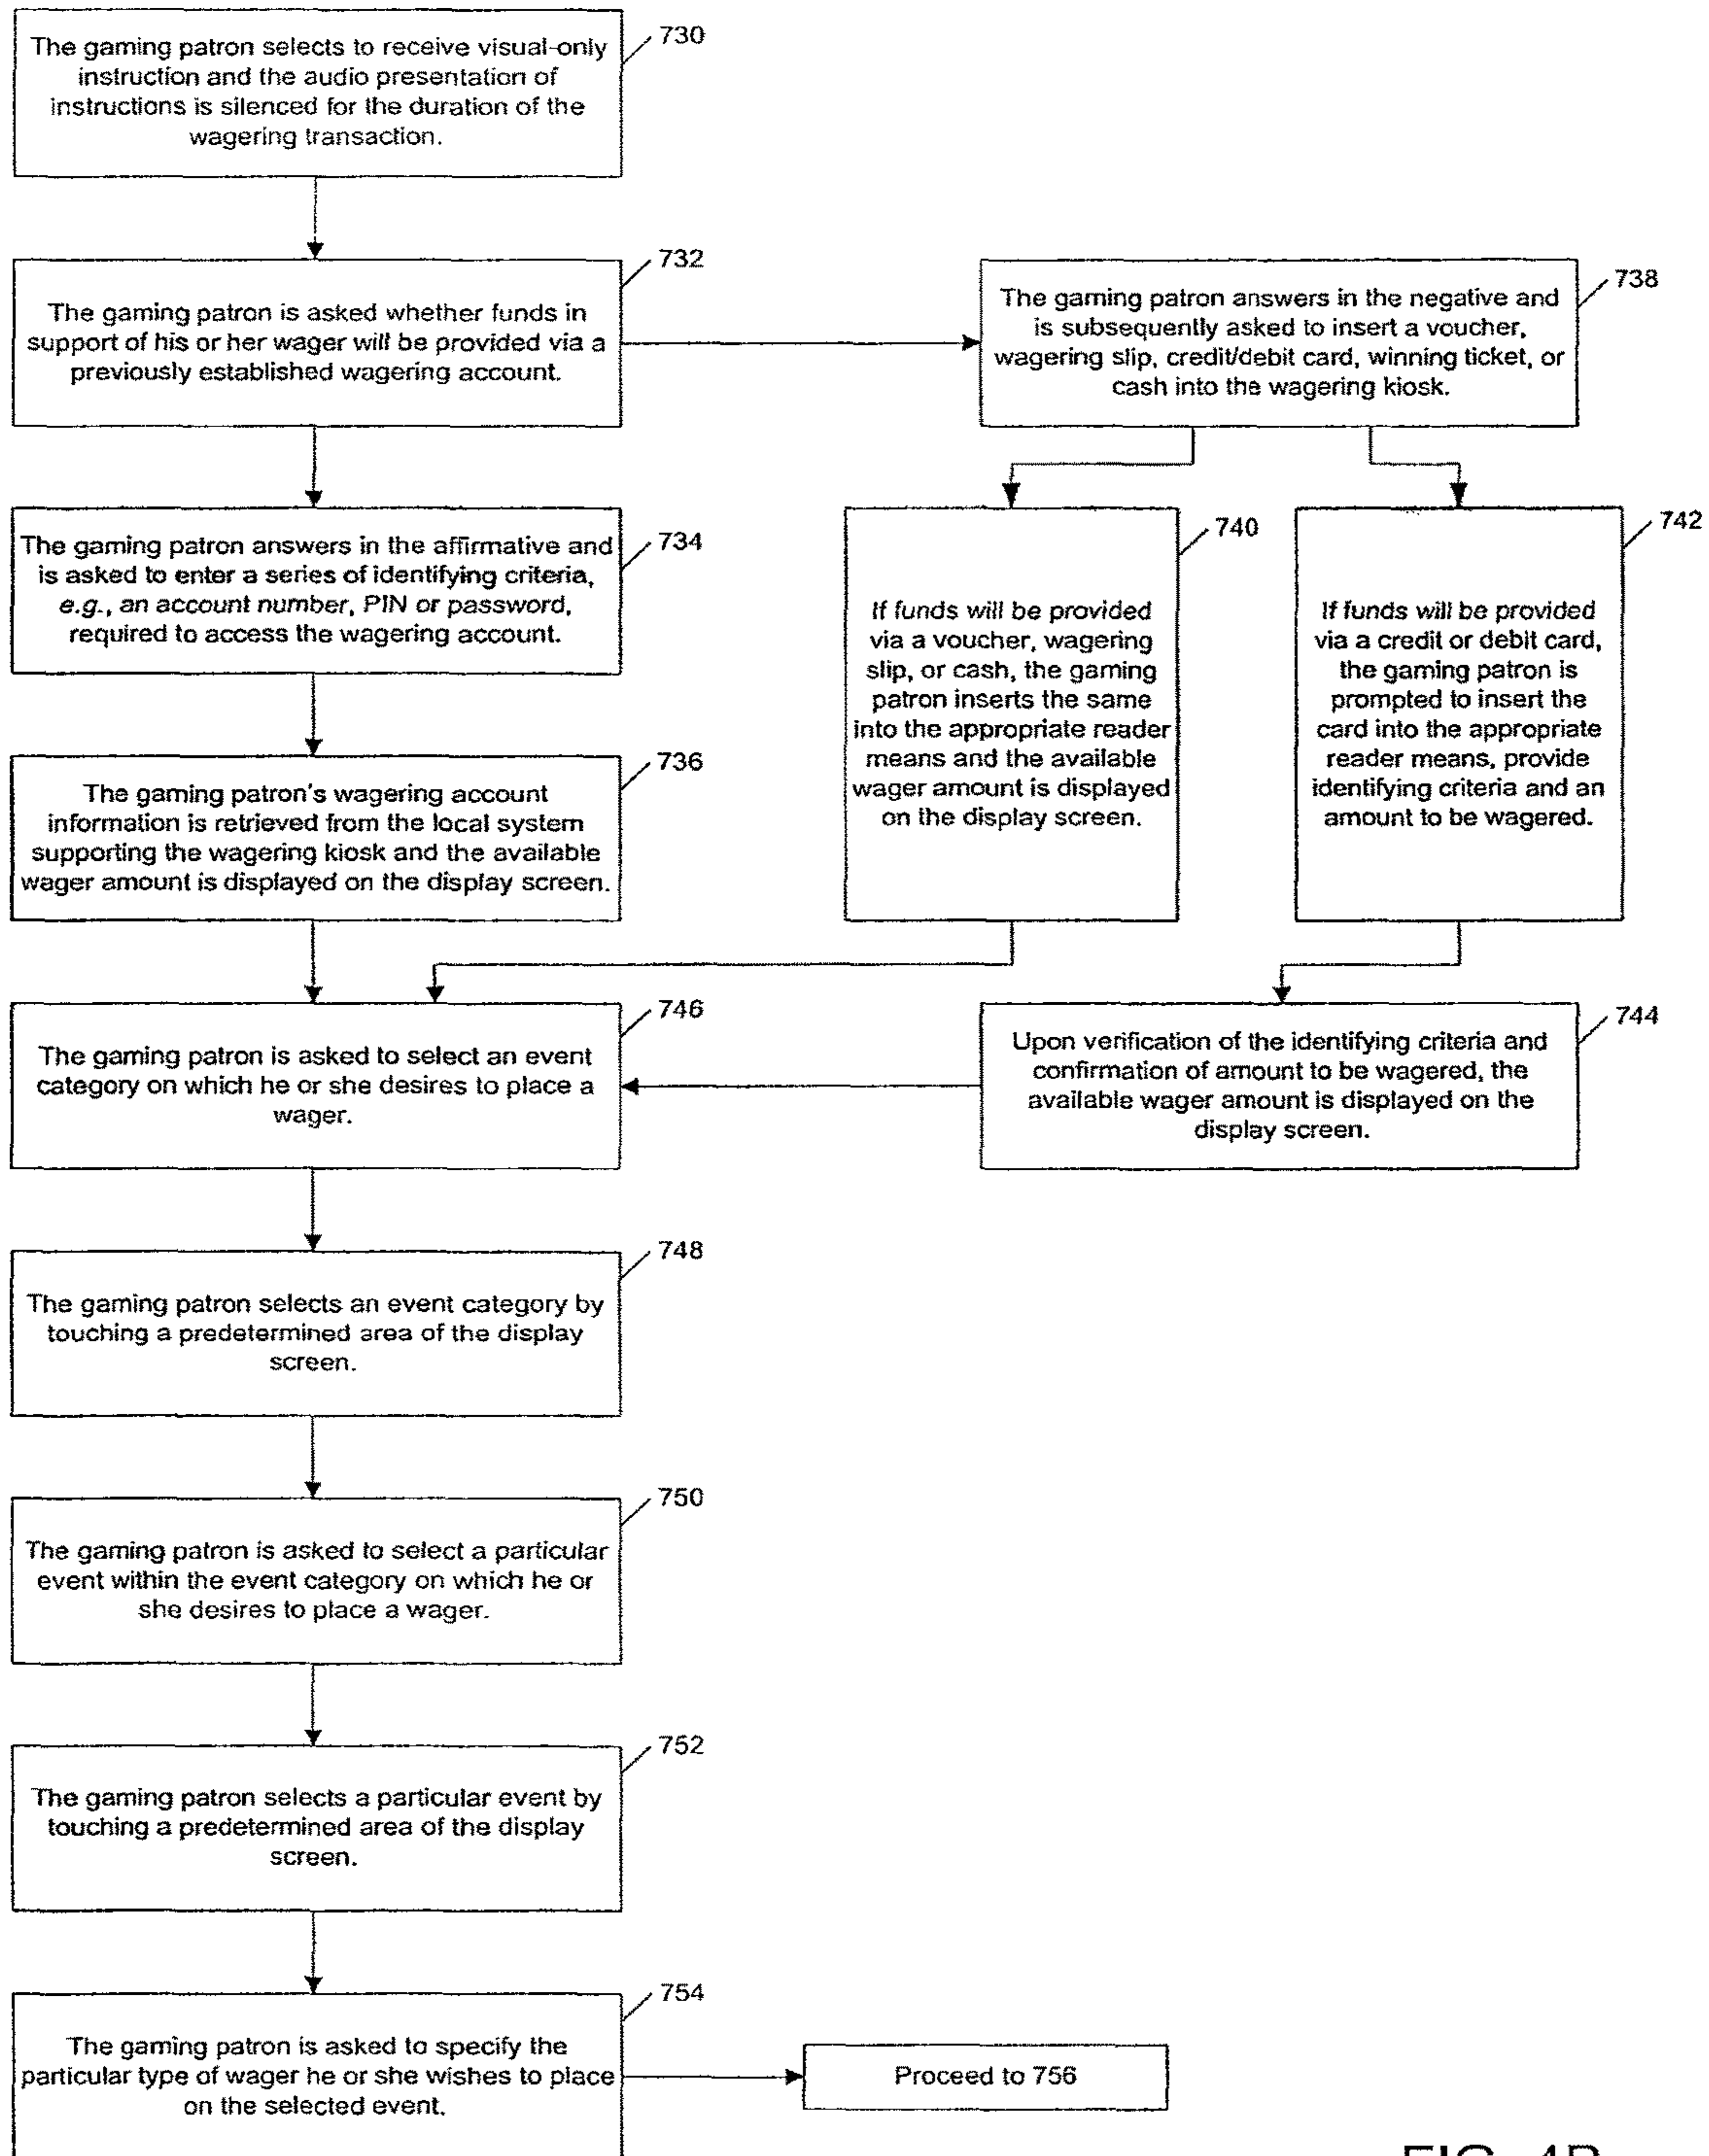 The gaming patron selects to receive visual-only
instruction and the audio presentation of
instructions is silenced for the duration of the
wagering transaction.
730
The gaming patron is asked whether funds in
support of his or her wager will be provided via a
previously established wagering account.
732
The gaming patron answers in the negative and
is subsequently asked to insert a voucher,
wagering slip, credit/debit card, winning ticket, or
cash into the wagering kiosk.
738
The gaming patron answers in the affirmative and
is asked to enter a series of identifying criteria,
e.g., an account number, PIN or password,
required to access the wagering account.
734
If funds will be provided
via a voucher, wagering
slip, or cash, the gaming
patron inserts the same
into the appropriate reader
means and the available
wager amount is displayed
on the display screen.
740
If funds will be provided
via a credit or debit card,
the gaming patron is
prompted to insert the
card into the appropriate
reader means, provide
identifying criteria and an
amount to be wagered.
742
The gaming patron's wagering account
information is retrieved from the local system
supporting the wagering kiosk and the available
wager amount is displayed on the display screen.
736
The gaming patron is asked to select an event
category on which he or she desires to place a
wager.
746
Upon verification of the identifying criteria and
confirmation of amount to be wagered, the
available wager amount is displayed on the
display screen.
744
The gaming patron selects an event category by
touching a predetermined area of the display
screen.
748
The gaming patron is asked to select a particular
event within the event category on which he or
she desires to place a wager.
750
The gaming patron selects a particular event by
touching a predetermined area of the display
screen.
752
The gaming patron is asked to specify the
particular type of wager he or she wishes to place
on the selected event.
754
Proceed to 756